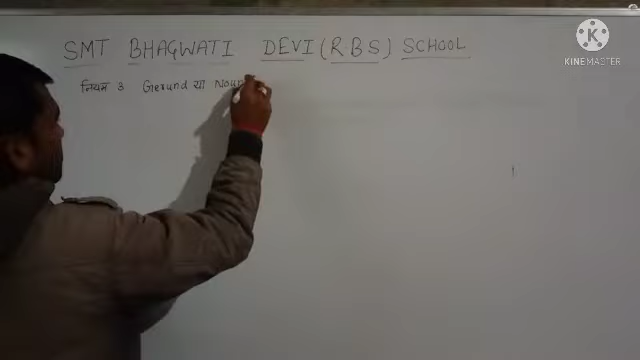 SMT BHAGWATI DEVI (R.B.S) SCHOOL
नियम 3 Gerund या
KINEMASTER